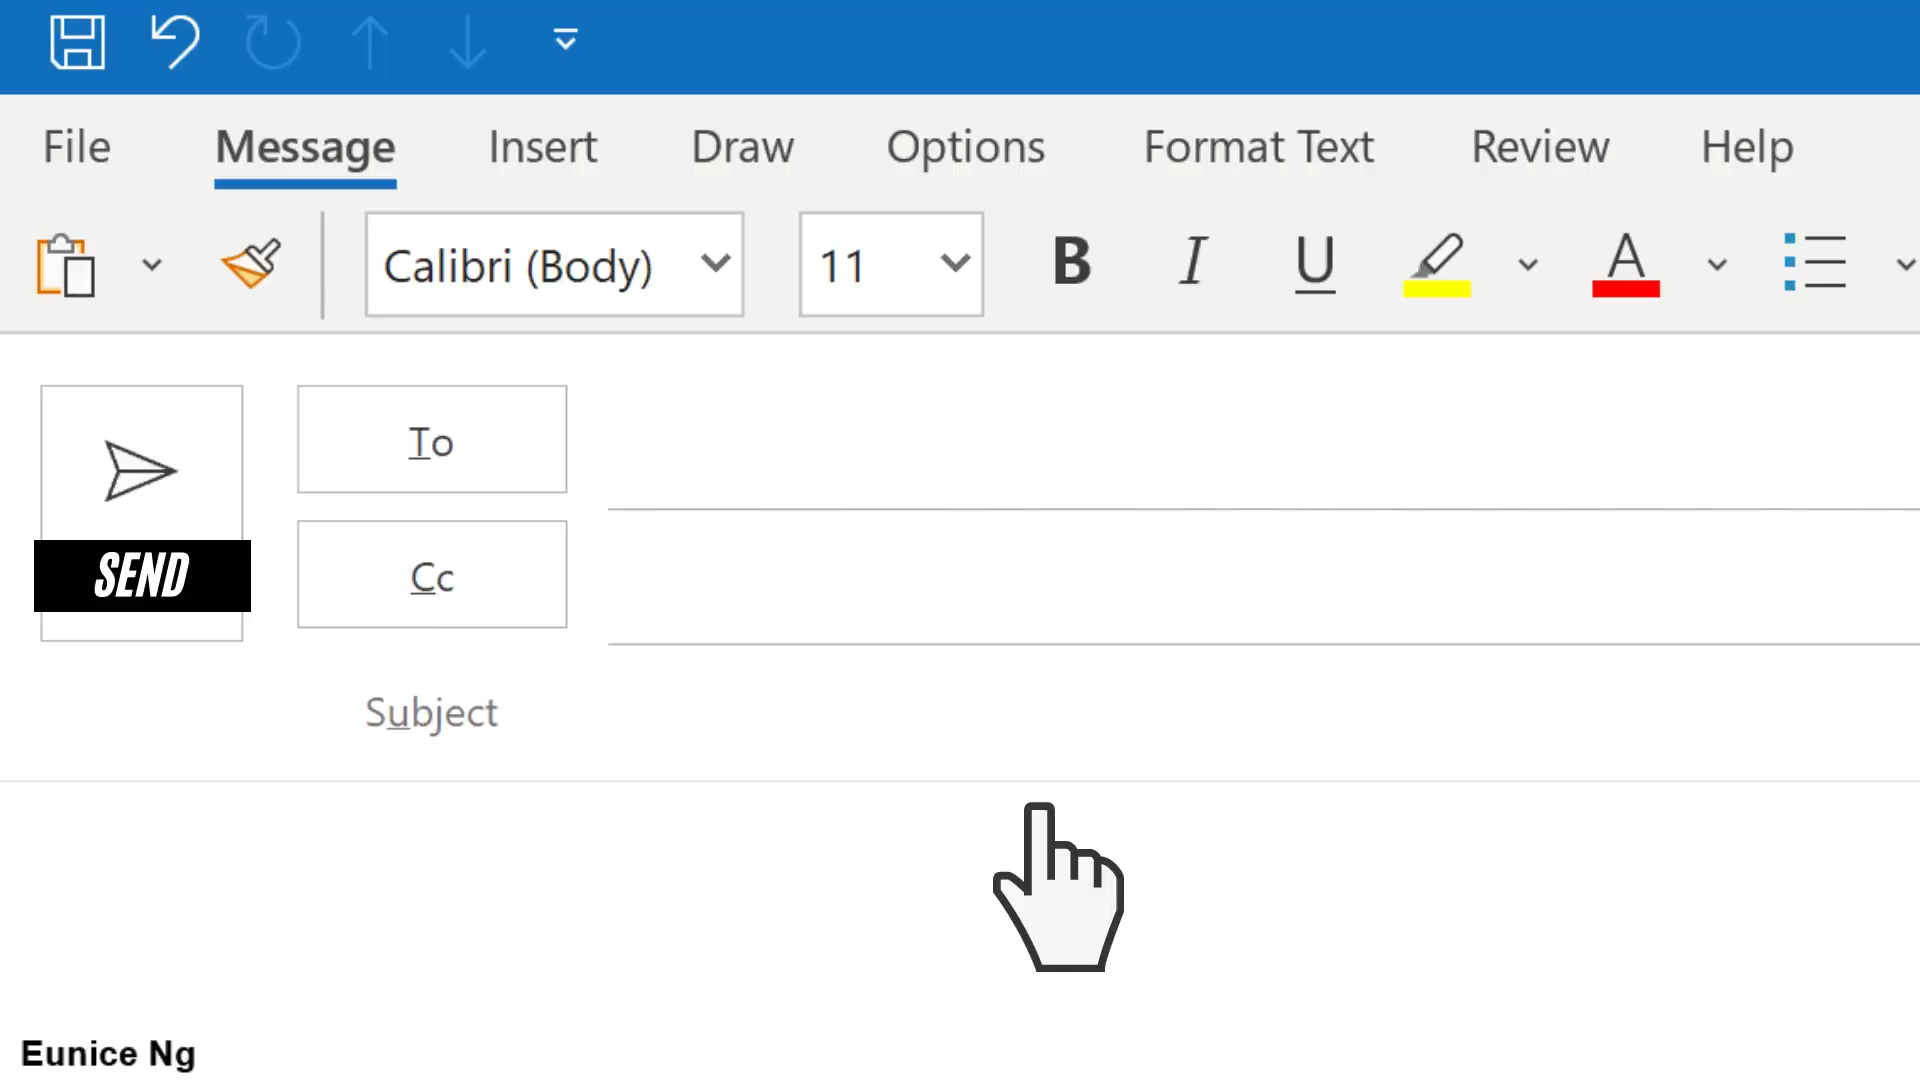 File Message Insert Draw Options Format Text Review Help
Calibri (Body) 11 B I U A
To
SEND
Cc
Subject
Eunice Ng